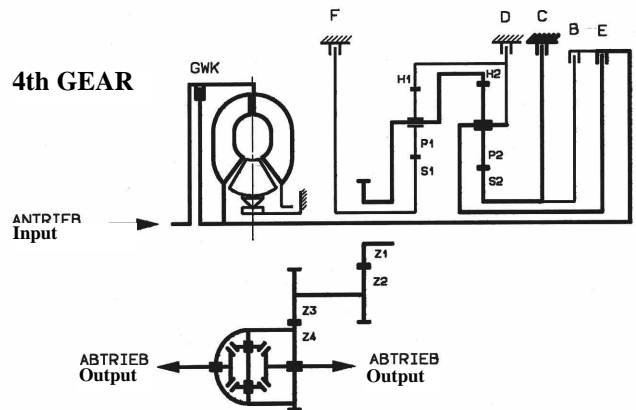 F
D
C
B
E
GWK
4th GEAR
H1
H2
P1
S1
P2
S2
ANTRIEB
Input
Z1
Z2
Z3
Z4
ABTRIEB
Output
ABTRIEB
Output